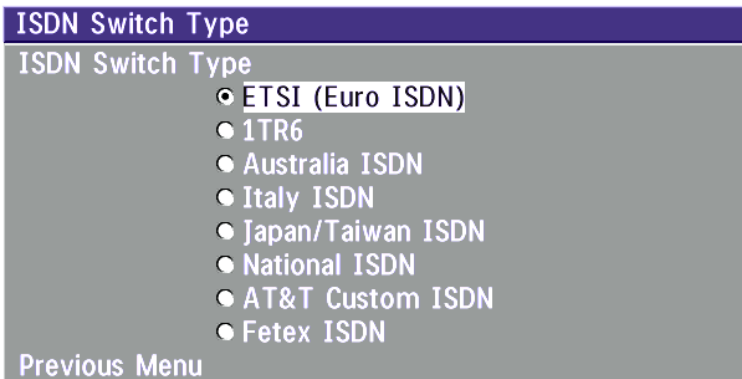 ISDN Switch Type
ISDN Switch Type
ETSI (Euro ISDN)
1TR6
Australia ISDN
Italy ISDN
Japan/Taiwan ISDN
National ISDN
AT&T Custom ISDN
Fetex ISDN
Previous Menu